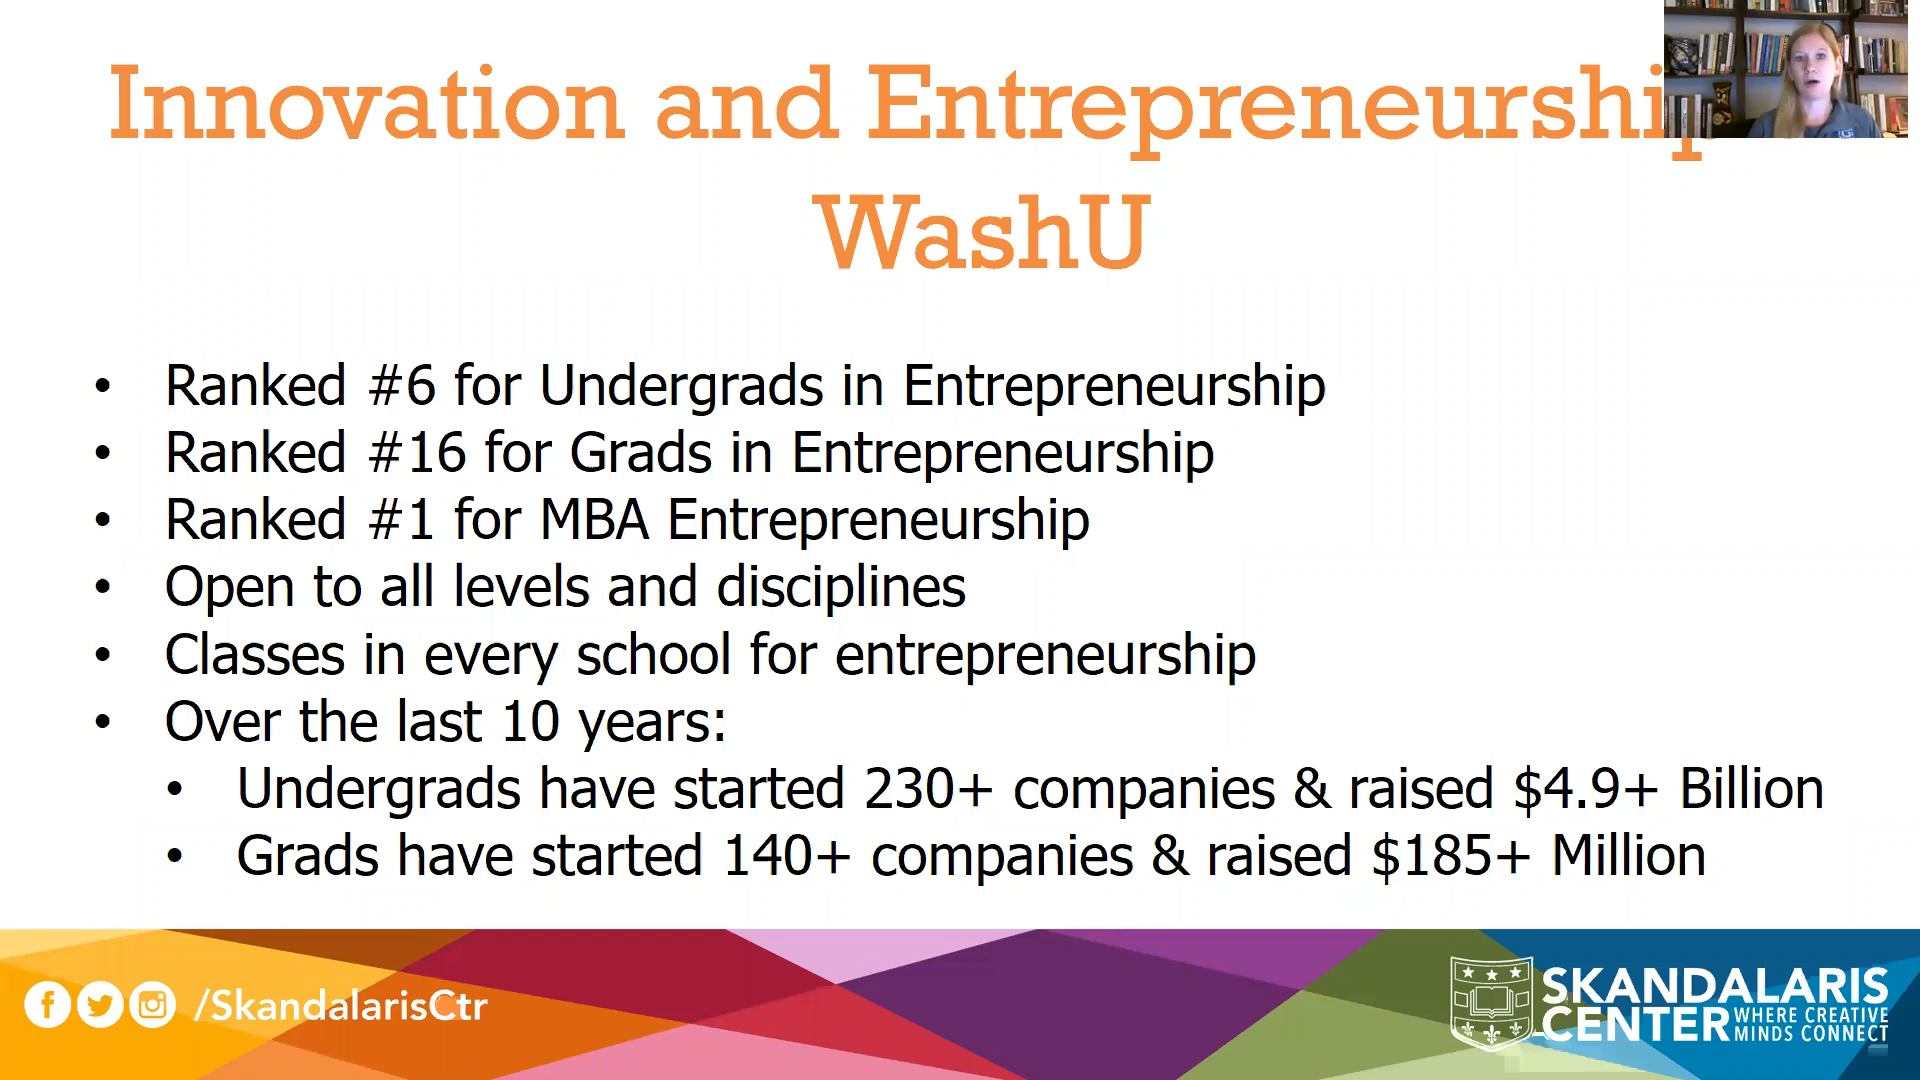 Innovation and Entrepreneurship
WashU
• Ranked #6 for Undergrads in Entrepreneurship
• Ranked #16 for Grads in Entrepreneurship
• Ranked #1 for MBA Entrepreneurship
• Open to all levels and disciplines
• Classes in every school for entrepreneurship
• Over the last 10 years:
• Undergrads have started 230+ companies & raised $4.9+ Billion
• Grads have started 140+ companies & raised $185+ Million
/SkandalarisCtr
SKANDALARIS
CENTER WHERE CREATIVE
MINDS CONNECT